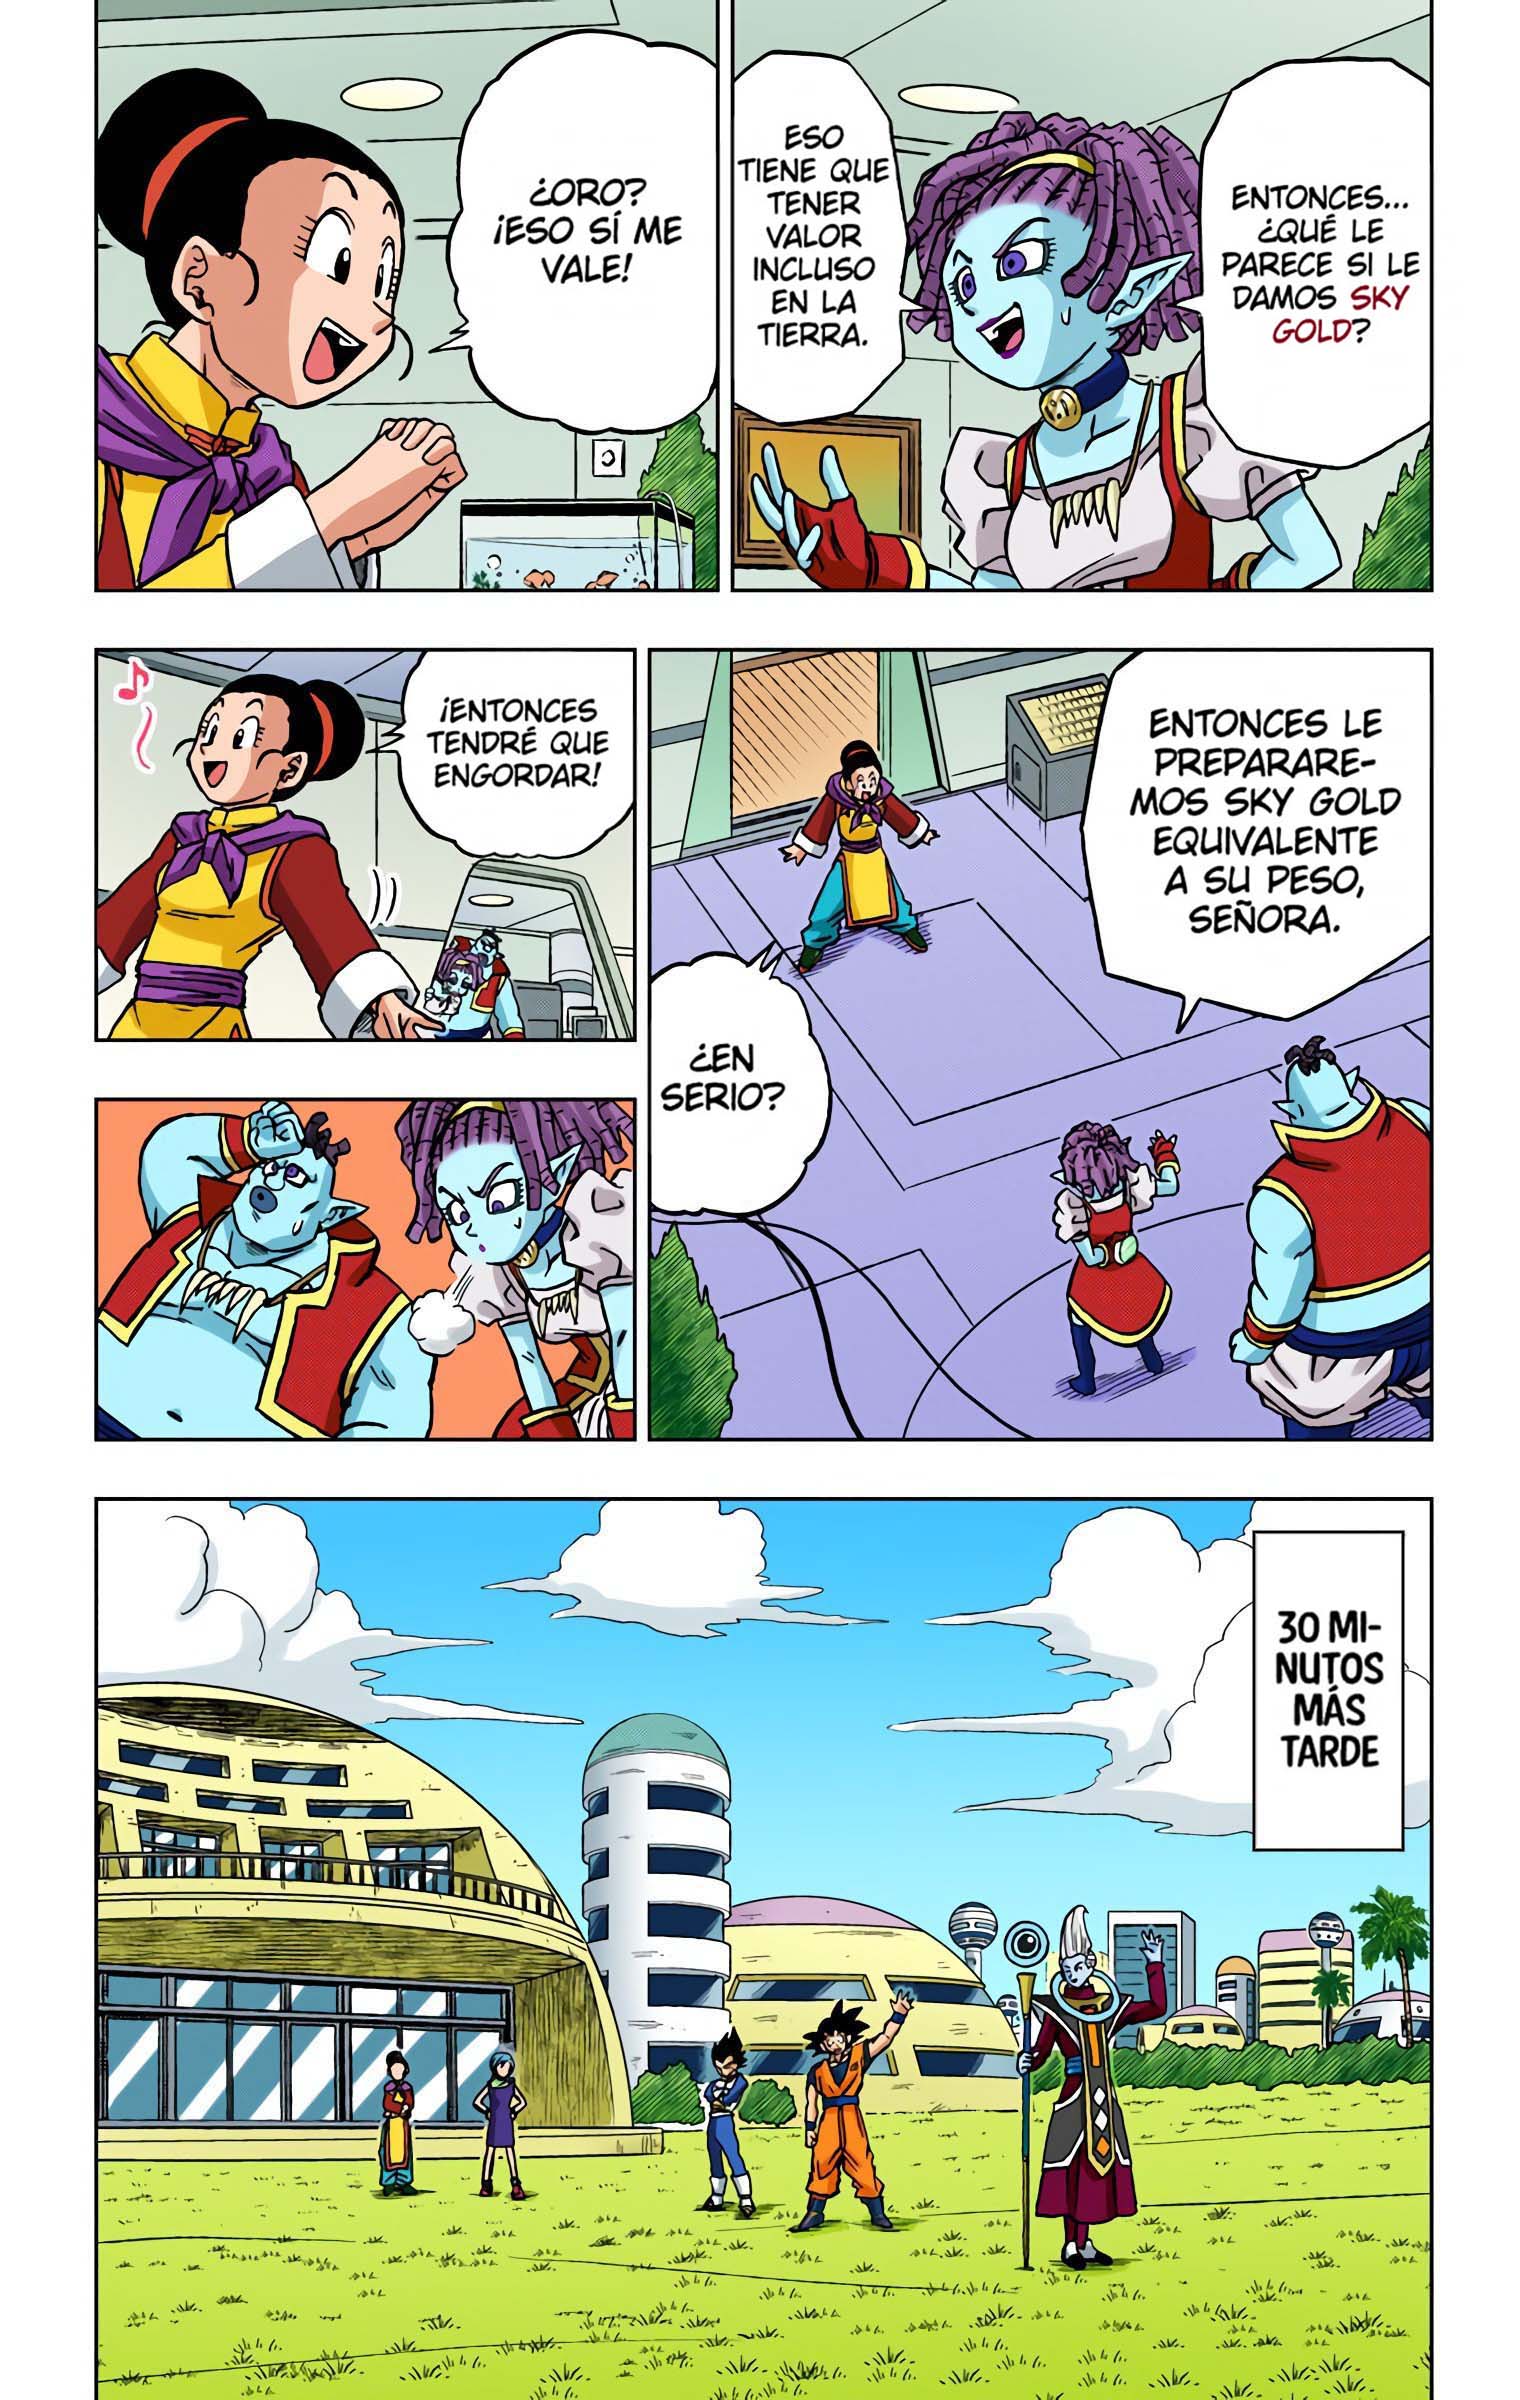 ENTONCES...
¿QUÉ LE
PARECE SI LE
DAMOS SKY
GOLD?
ESO
TIENE QUE
TENER
VALOR
INCLUSO
EN LA
TIERRA.
¿ORO?
¡ESO SÍ ME
VALE!
ENTONCES LE
PREPARARE-
MOS SKY GOLD
EQUIVALENTE
A SU PESO,
SEÑORA.
¿EN
SERIO?
¡ENTONCES
TENDRÉ QUE
ENGORDAR!
30 MI-
NUTOS
MÁS
TARDE